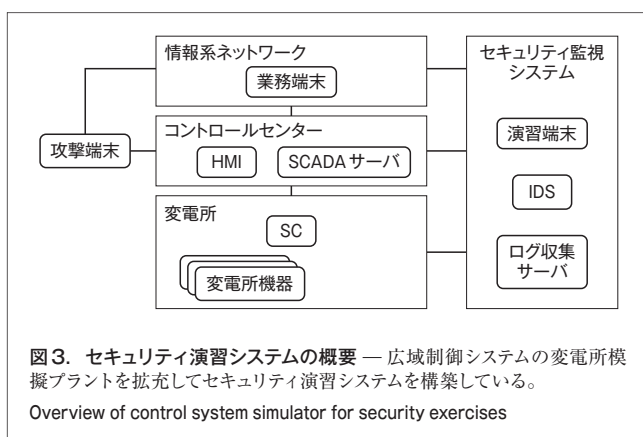 情報系ネットワーク
業務端末
セキュリティ監視
システム
攻撃端末
コントロールセンター
HMI
SCADAサーバ
演習端末
IDS
変電所
SC
変電所機器
ログ収集
サーバ
図3. セキュリティ演習システムの概要 — 広域制御システムの変電所模
擬プラントを拡充してセキュリティ演習システムを構築している。
Overview of control system simulator for security exercises